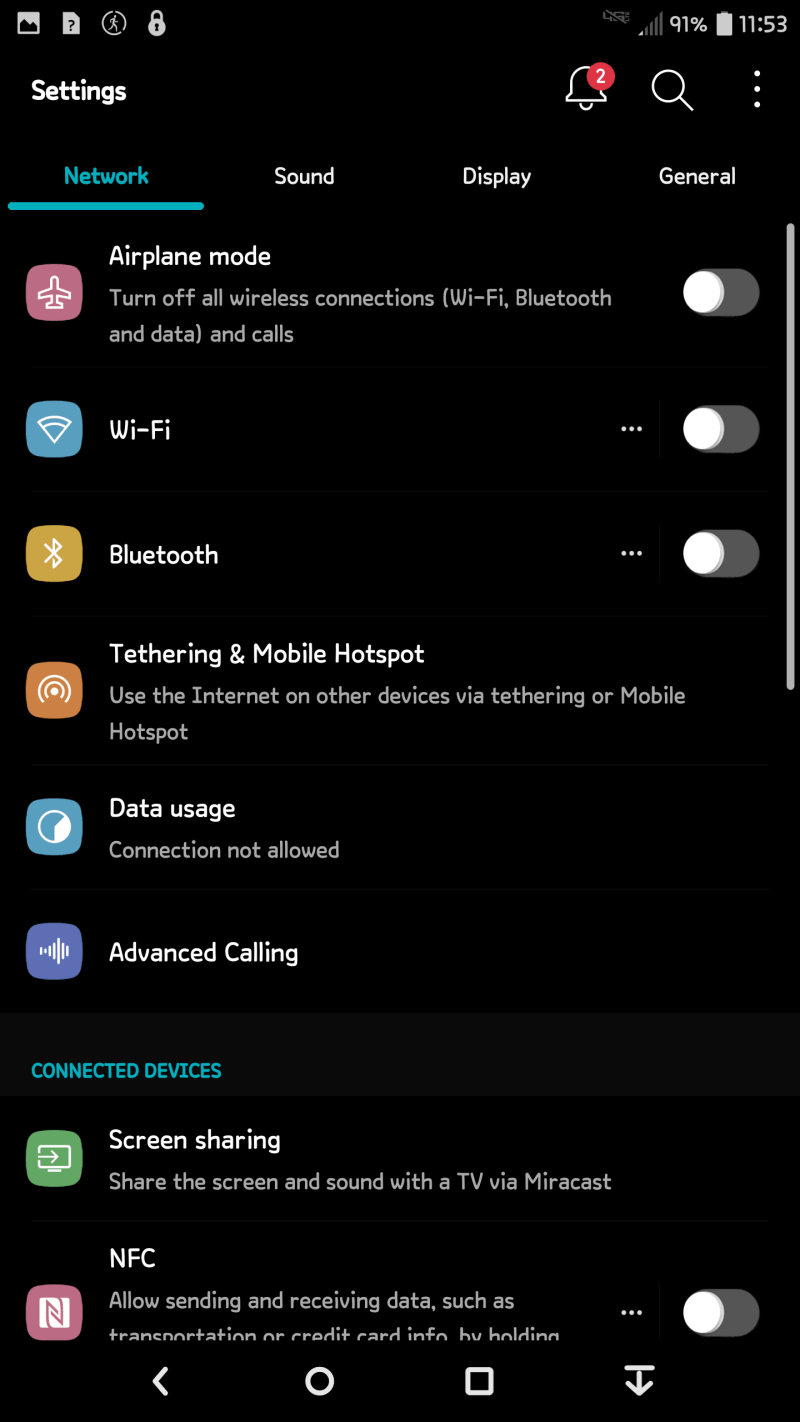 91% 11:53
Settings
2
Network Sound Display General
Airplane mode
Turn off all wireless connections (Wi-Fi, Bluetooth
and data) and calls
Wi-Fi
Bluetooth
Tethering & Mobile Hotspot
Use the Internet on other devices via tethering or Mobile
Hotspot
Data usage
Connection not allowed
Advanced Calling
CONNECTED DEVICES
Screen sharing
Share the screen and sound with a TV via Miracast
NFC
Allow sending and receiving data, such as
transportation or credit card info, by holding